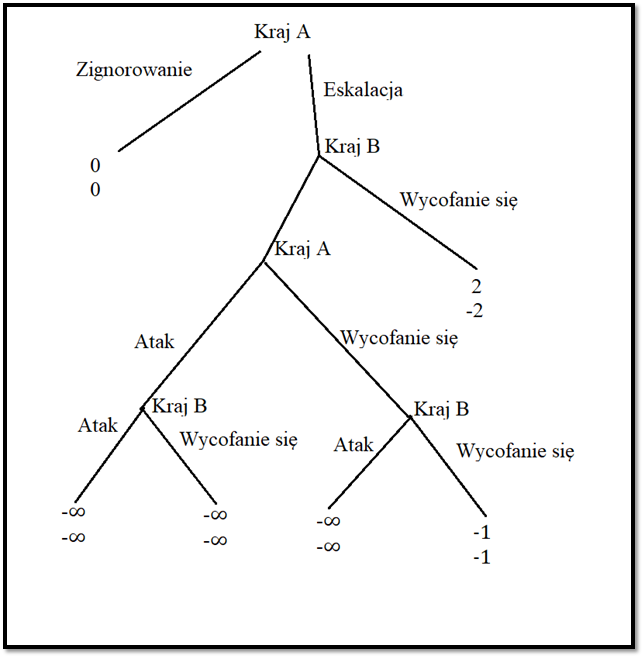 Kraj A
Zignorowanie
Eskalacja
Kraj B
0
0
Wycofanie się
Kraj A
2
-2
Atak
Wycofanie się
Kraj B
Kraj B
Atak
Wycofanie się
Atak
Wycofanie się
-∞
-∞
-∞
-∞
-∞
-∞
-1
-1